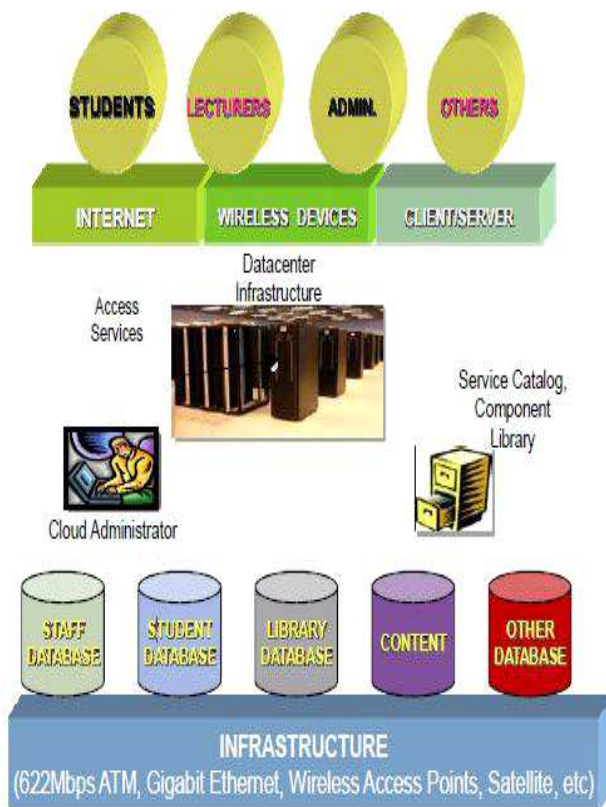 STUDENTS
LECTURERS
ADMIN.
OTHERS
INTERNET
WIRELESS DEVICES
CLIENT/SERVER
Datacenter
Infrastructure
Access
Services
Service Catalog,
Component
Library
Cloud Administrator
STAFF
DATABASE
STUDENT
DATABASE
LIBRARY
DATABASE
CONTENT
OTHER
DATABASE
INFRASTRUCTURE
(622Mbps ATM, Gigabit Ethernet, Wireless Access Points, Satellite, etc)